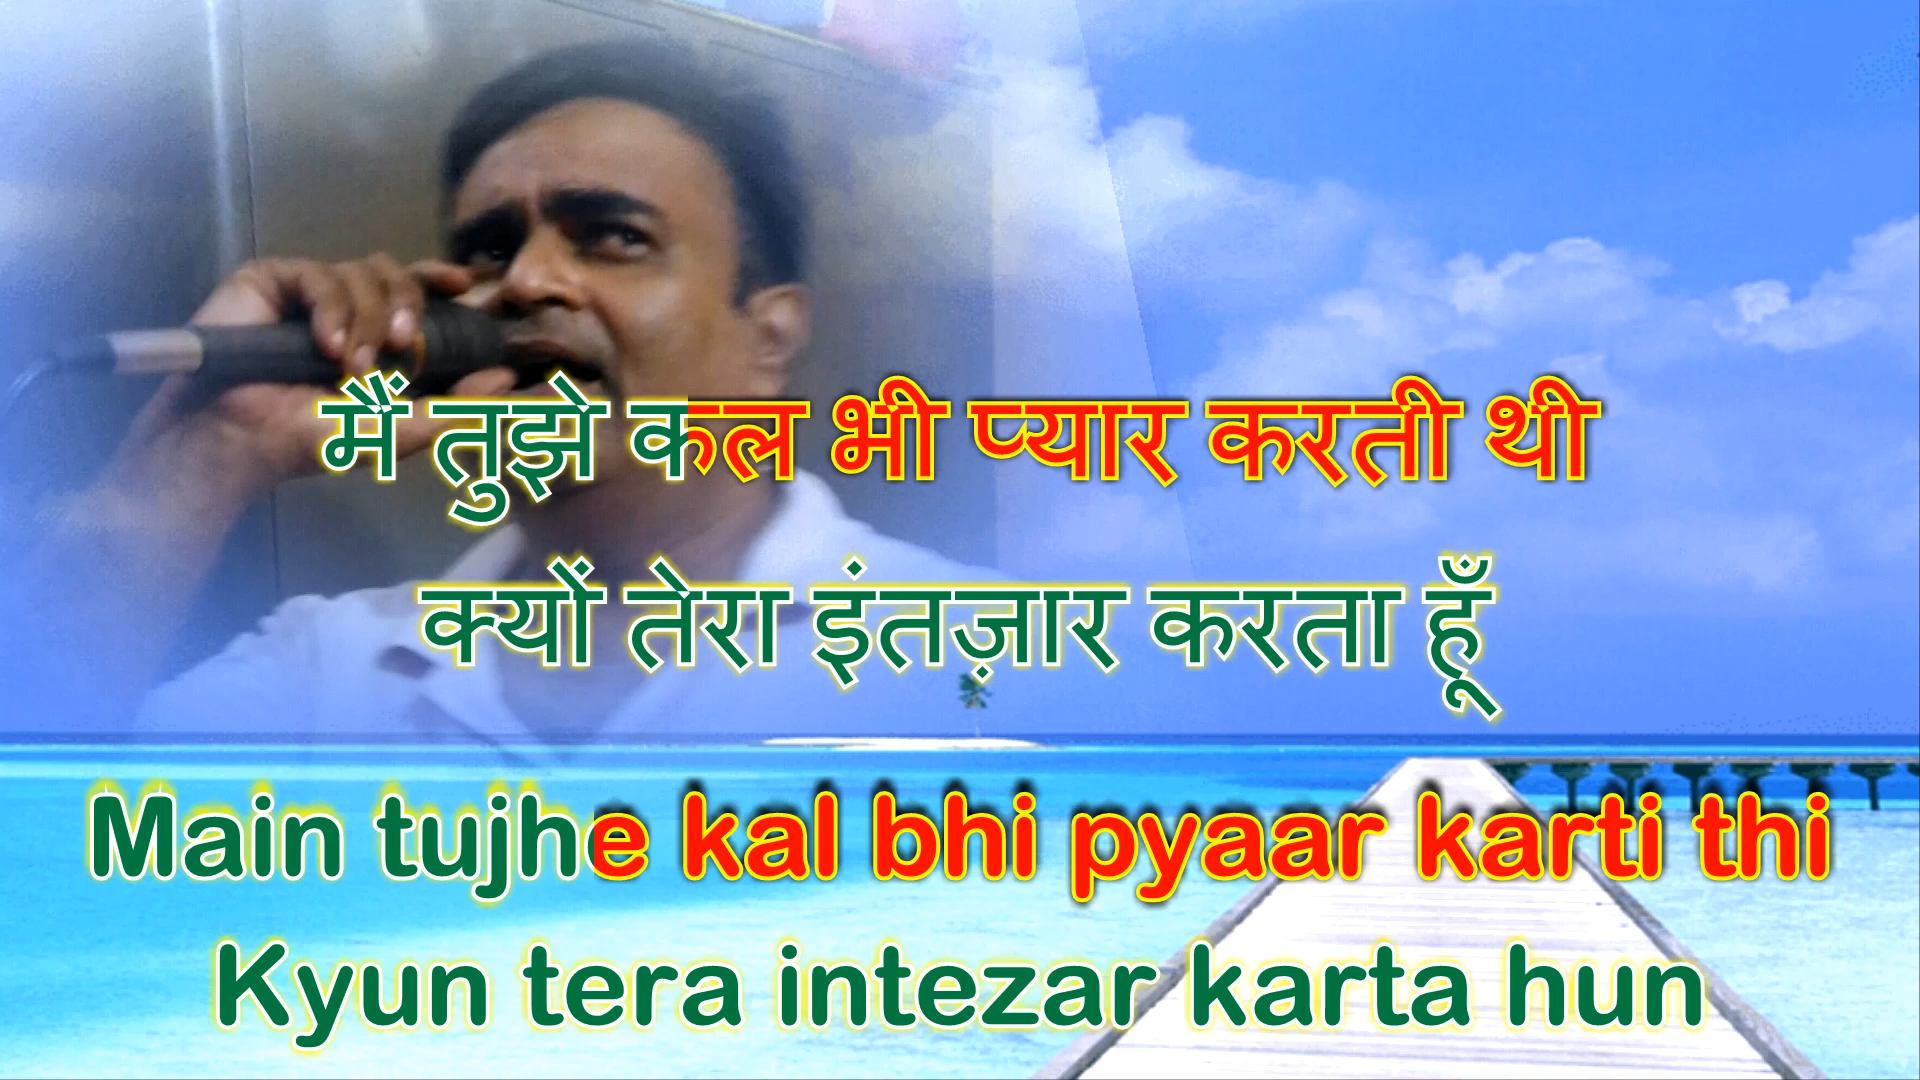 मैं तुझे कल भी प्यार करती थी
क्यों तेरा इंतज़ार करता हूँ
Main tujhe kal bhi pyaar karti thi
Kyun tera intezar karta hun